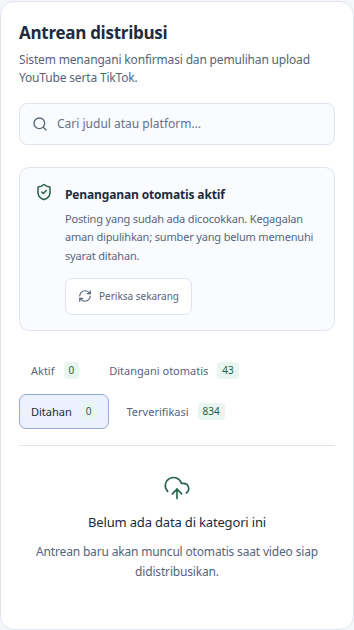 Antrean distribusi
Sistem menangani konfirmasi dan pemulihan upload
YouTube serta TikTok.
Cari judul atau platform...
Penanganan otomatis aktif
Posting yang sudah ada dicocokkan. Kegagalan
aman dipulihkan; sumber yang belum memenuhi
syarat ditahan.
Periksa sekarang
Aktif 0 Ditangani otomatis 43
Ditahan 0 Terverifikasi 834
Belum ada data di kategori ini
Antrean baru akan muncul otomatis saat video siap
didistribusikan.